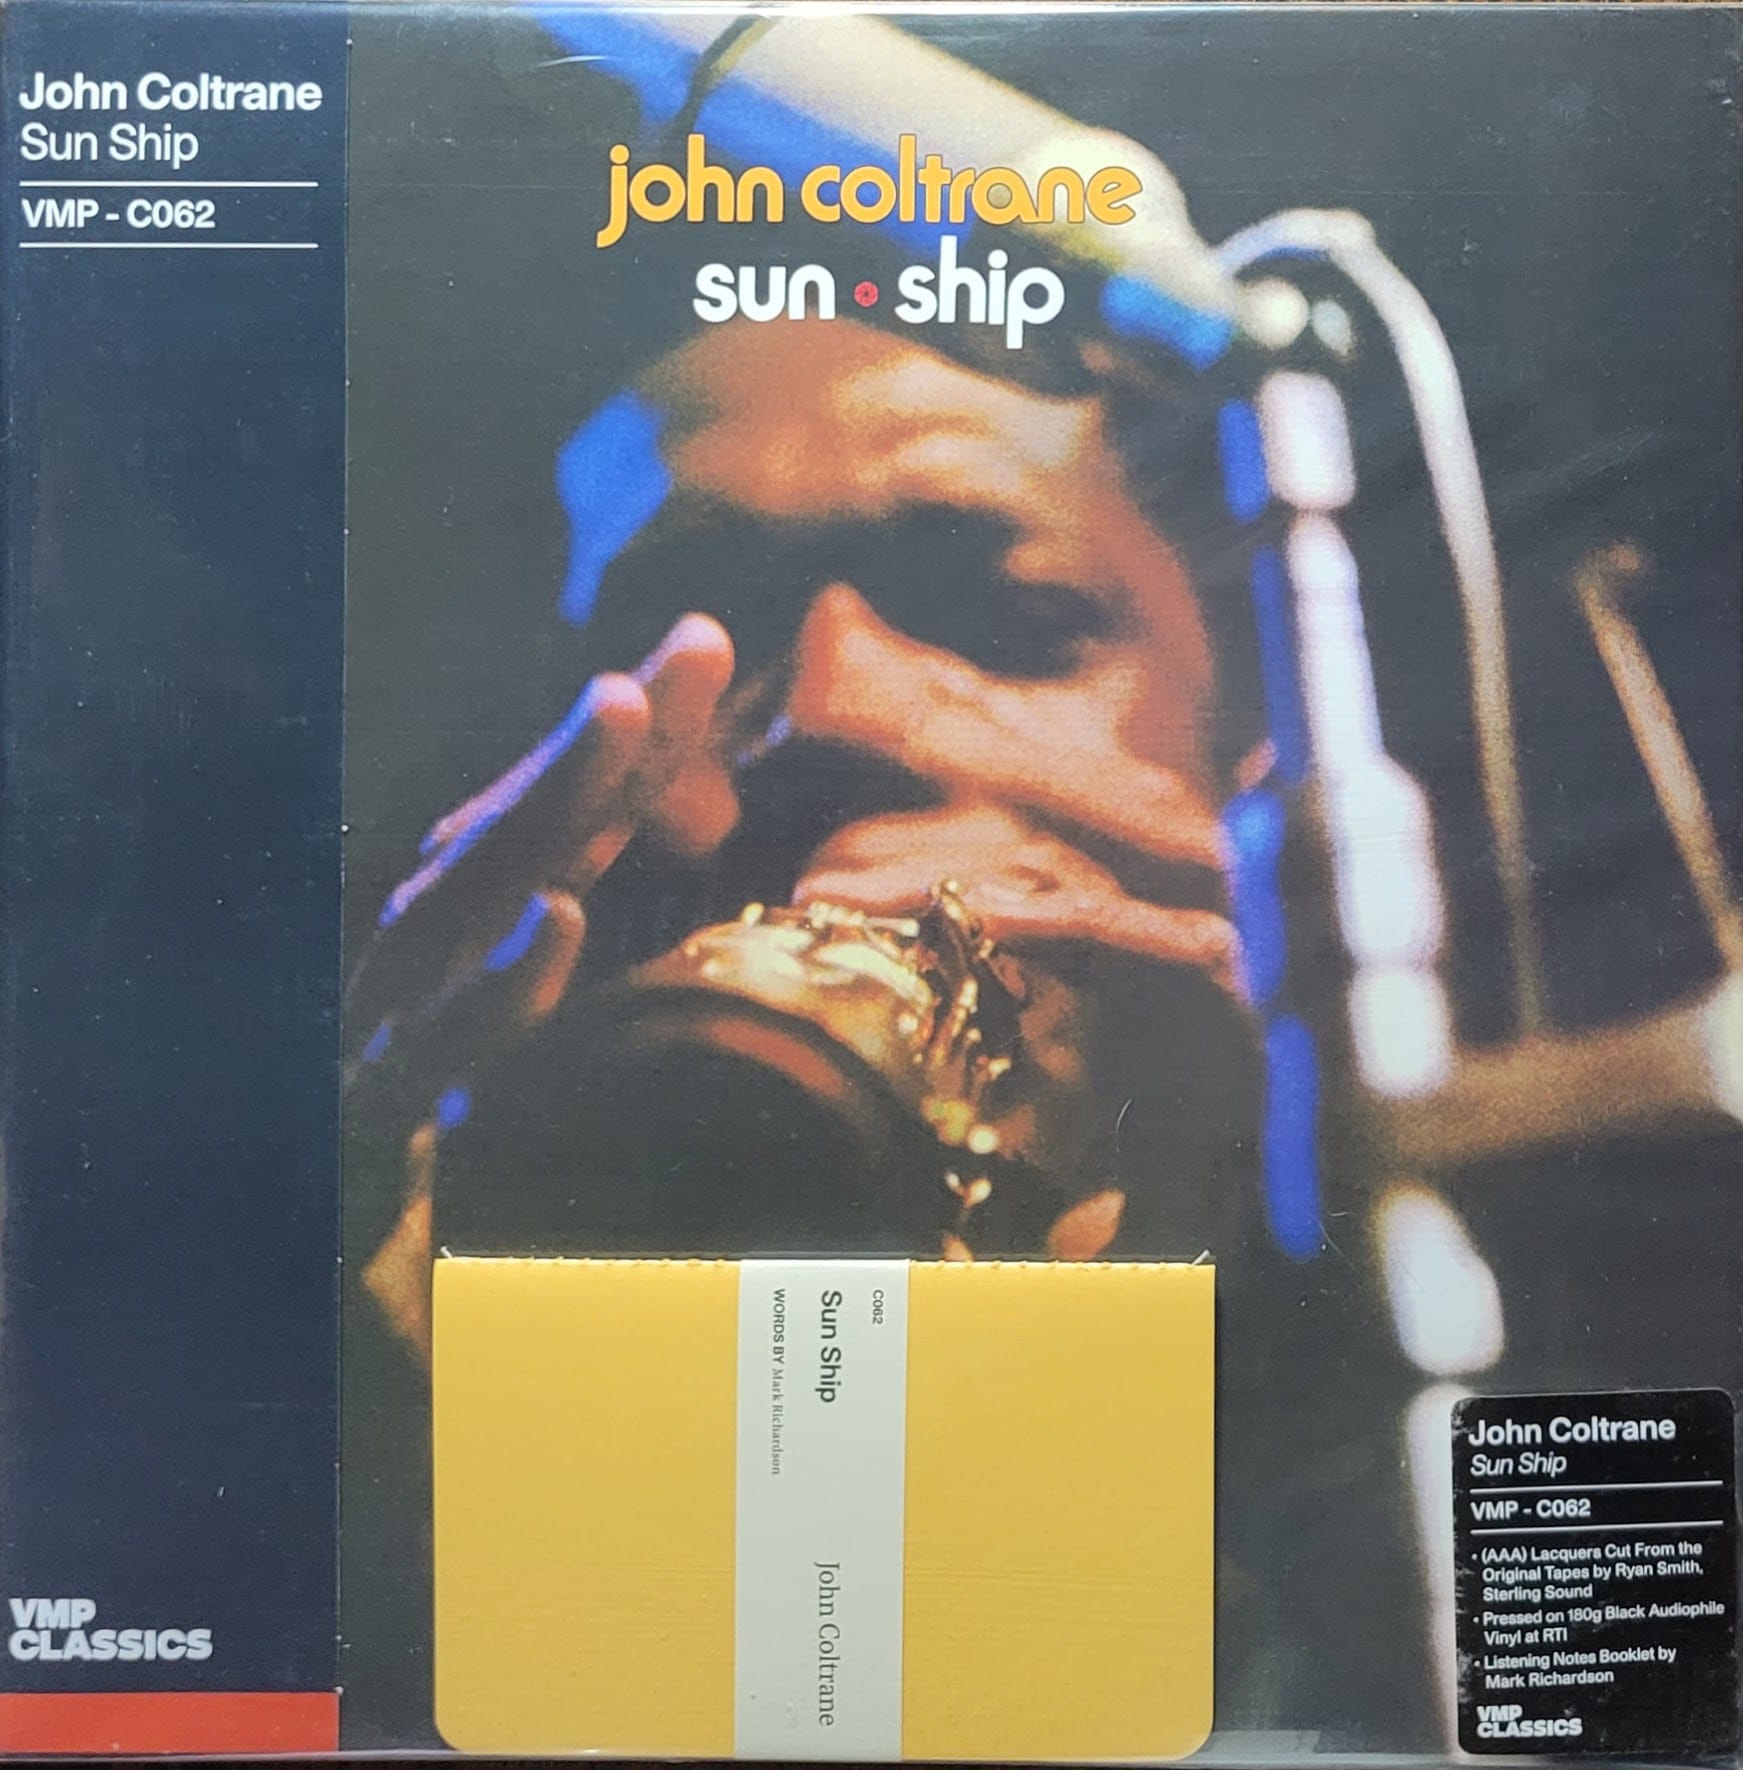 John Coltrane
Sun Ship
VMP - C062
VMP
CLASSICS
john coltrane
sun • ship
C062
Sun Ship John Coltrane
WORDS BY Mark Richardson
John Coltrane
Sun Ship
VMP - C062
• (AAA) Lacquers Cut From the
Original Tapes by Ryan Smith,
Sterling Sound
• Pressed on 180g Black Audiophile
Vinyl at RTI
• Listening Notes Booklet by
Mark Richardson
VMP
CLASSICS